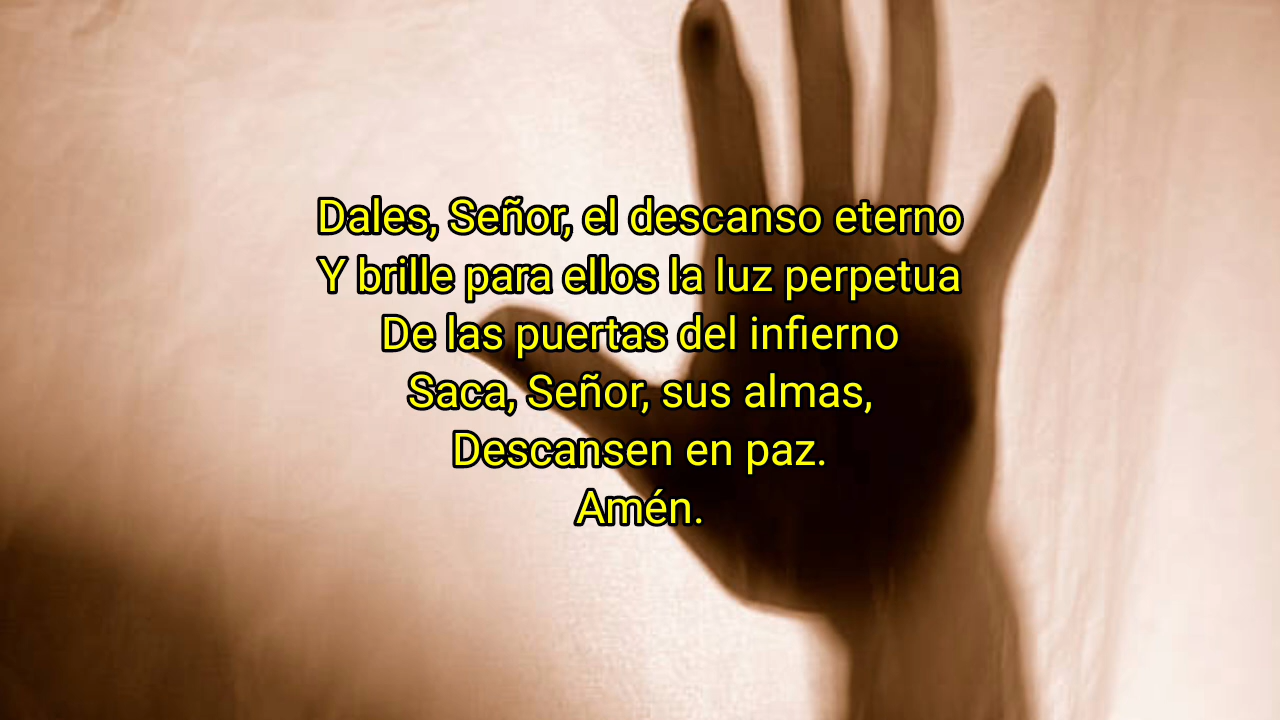 Dales, Señor, el descanso eterno
Y brille para ellos la luz perpetua
De las puertas del infierno
Saca, Señor, sus almas,
Descansen en paz.
Amén.